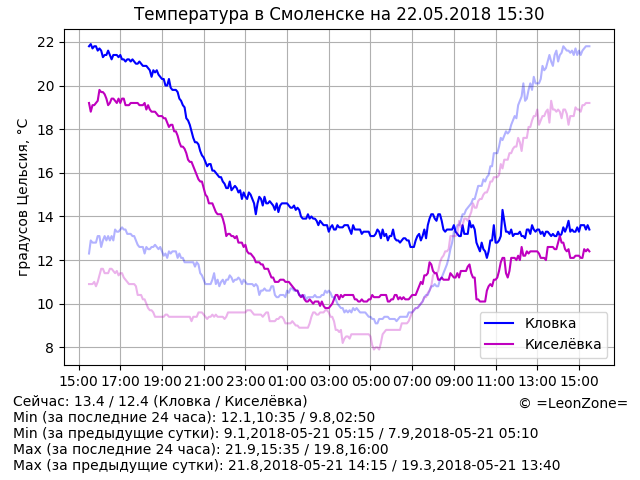 Температура в Смоленске на 22.05.2018 15:30
градусов Цельсия, °C
22
20
18
16
14
12
10
8
Кловка
Киселёвка
15:00 17:00 19:00 21:00 23:00 01:00 03:00 05:00 07:00 09:00 11:00 13:00 15:00
Сейчас: 13.4 / 12.4 (Кловка / Киселёвка)
© =LeonZone=
Min (за последние 24 часа): 12.1,10:35 / 9.8,02:50
Min (за предыдущие сутки): 9.1,2018-05-21 05:15 / 7.9,2018-05-21 05:10
Max (за последние 24 часа): 21.9,15:35 / 19.8,16:00
Max (за предыдущие сутки): 21.8,2018-05-21 14:15 / 19.3,2018-05-21 13:40